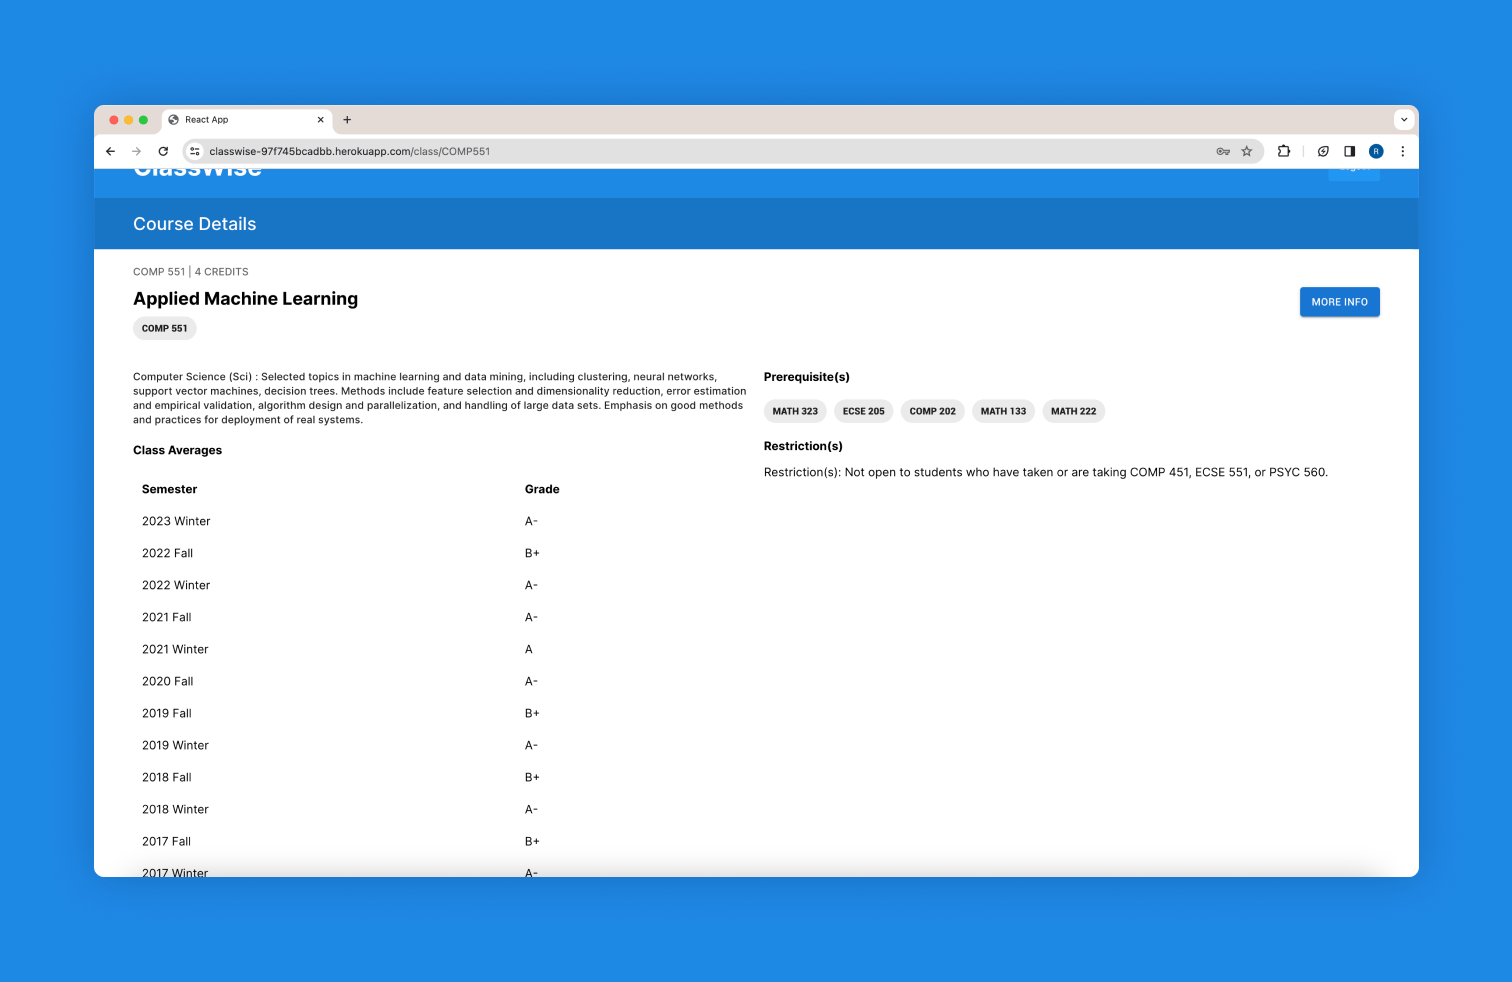 React App
classwise-97f745bcadbb.herokuapp.com/class/COMP551
R
ClassWise
Course Details
COMP 551 | 4 CREDITS
Applied Machine Learning
MORE INFO
COMP 551
Computer Science (Sci) : Selected topics in machine learning and data mining, including clustering, neural networks,
support vector machines, decision trees. Methods include feature selection and dimensionality reduction, error estimation
and empirical validation, algorithm design and parallelization, and handling of large data sets. Emphasis on good methods
and practices for deployment of real systems.
Class Averages
Semester Grade
2023 Winter A-
2022 Fall B+
2022 Winter A-
2021 Fall A-
2021 Winter A
2020 Fall A-
2019 Fall B+
2019 Winter A-
2018 Fall B+
2018 Winter A-
2017 Fall B+
2017 Winter A-
Prerequisite(s)
MATH 323 ECSE 205 COMP 202 MATH 133 MATH 222
Restriction(s)
Restriction(s): Not open to students who have taken or are taking COMP 451, ECSE 551, or PSYC 560.